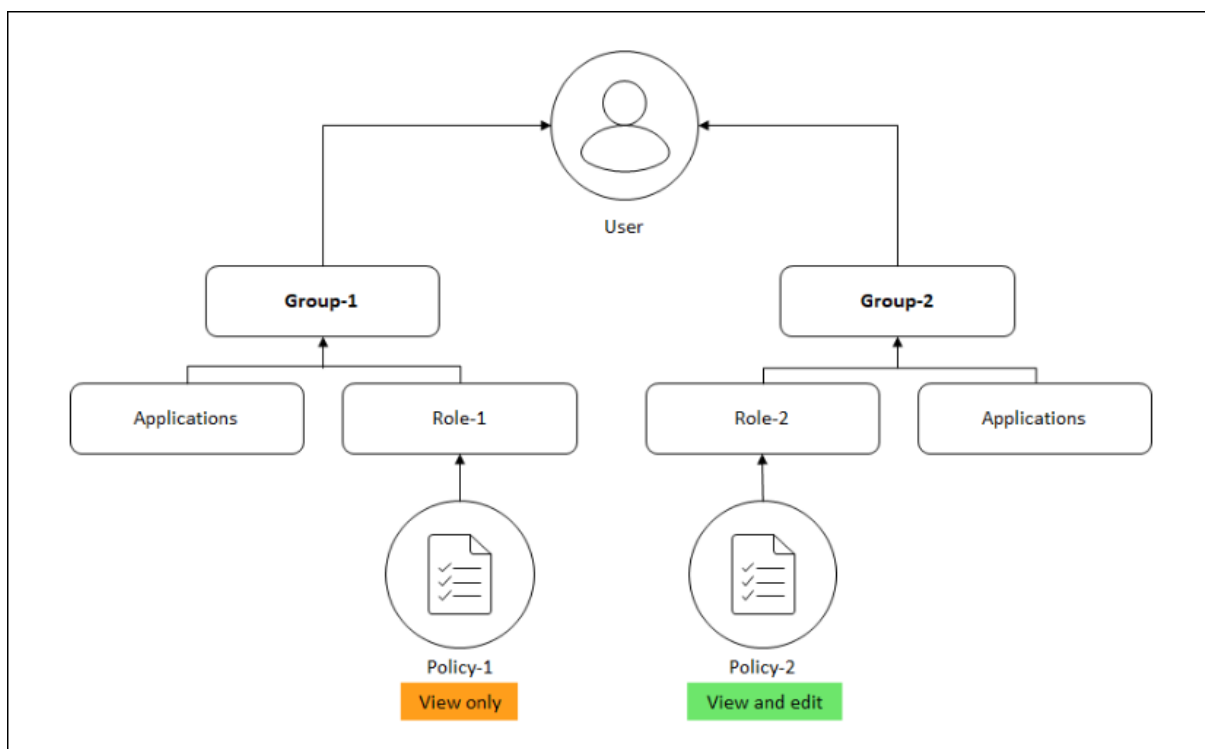 User
Group-1
Group-2
Applications
Role-1
Role-2
Applications
Policy-1
Policy-2
View only
View and edit